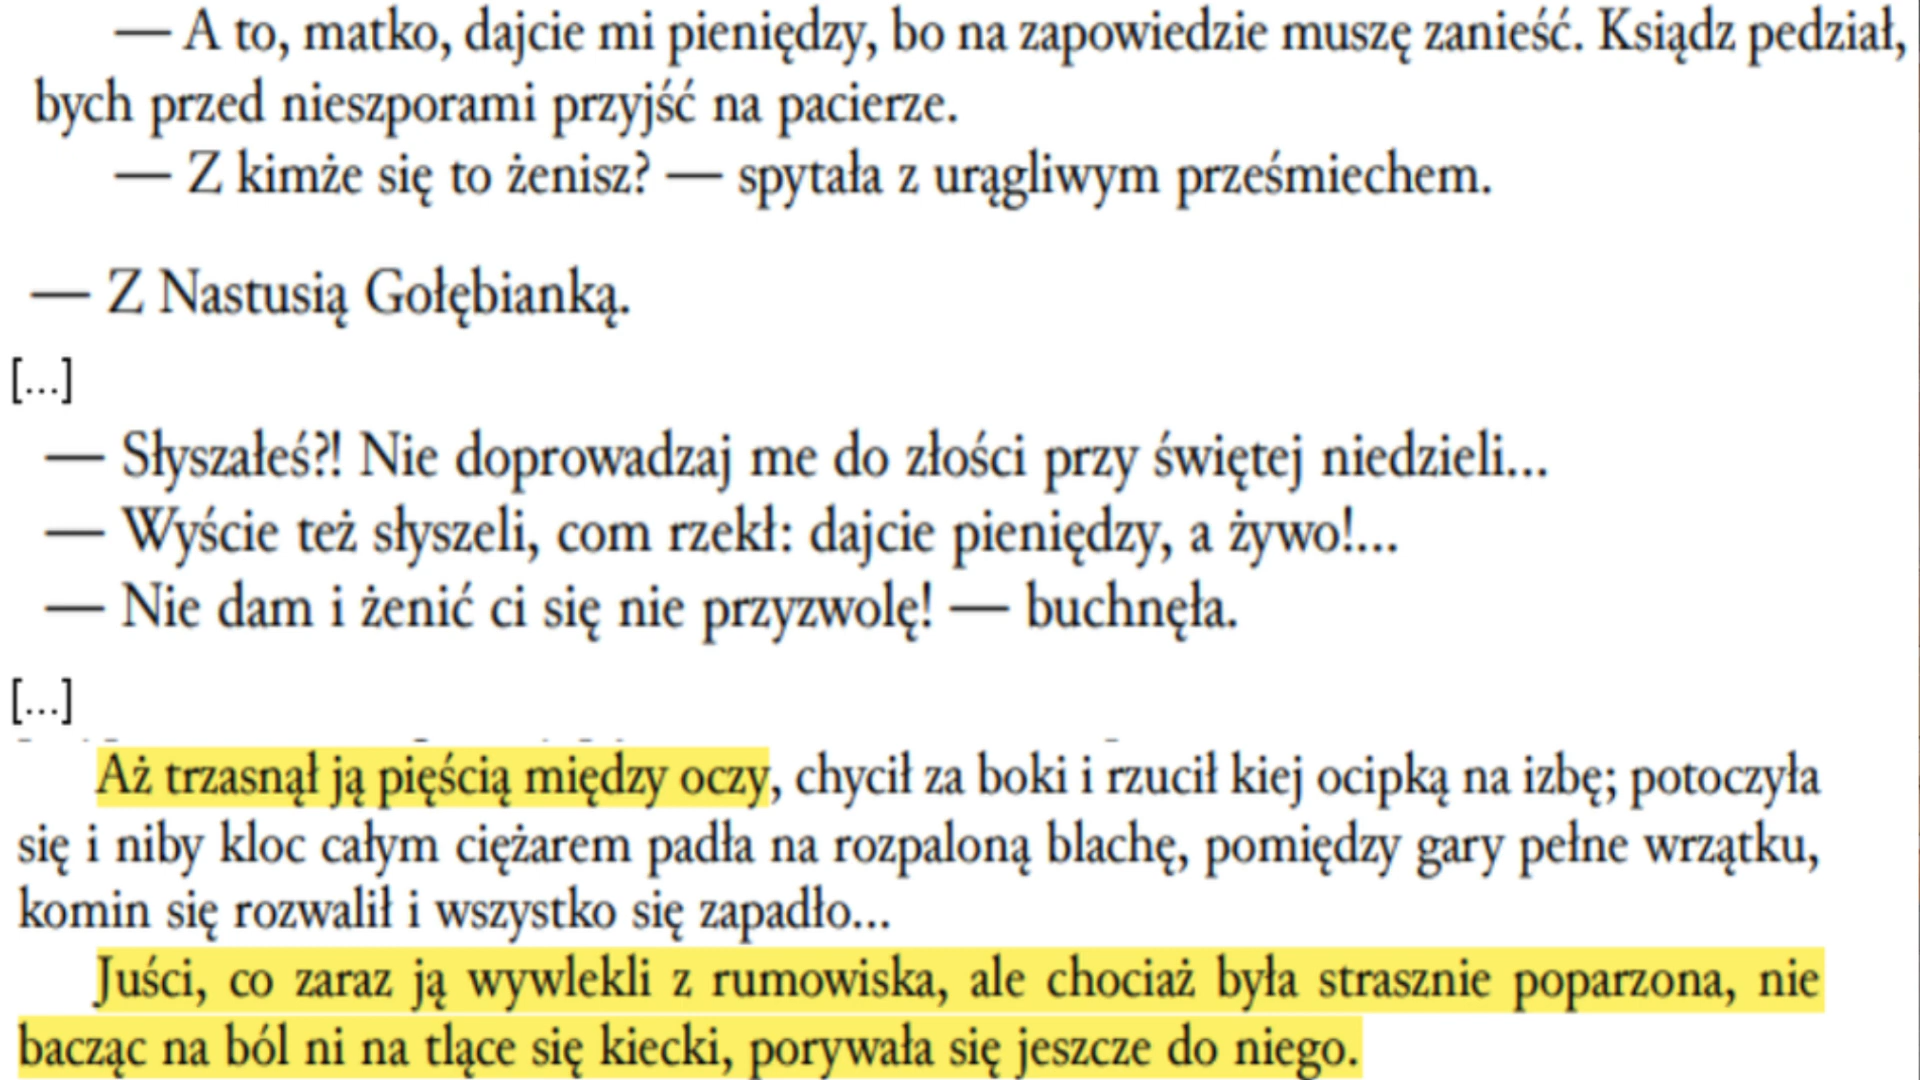 — A to, matko, dajcie mi pieniędzy, bo na zapowiedzie muszę zanieść. Ksiądz pedział,
bych przed nieszporami przyjść na pacierze.
— Z kimże się to żenisz? — spytała z urągliwym prześmiechem.
— Z Nastusią Gołębianką.
[...]
— Słyszałeś?! Nie doprowadzaj me do złości przy świętej niedzieli...
— Wyście też słyszeli, com rzekł: dajcie pieniędzy, a żywo!...
— Nie dam i żenić ci się nie przyzwolę! — buchnęła.
[...]
Aż trzasnął ją pięścią między oczy, chycił za boki i rzucił kiej ocipką na izbę; potoczyła
się i niby kloc całym ciężarem padła na rozpaloną blachę, pomiędzy gary pełne wrzątku,
komin się rozwalił i wszystko się zapadło...
Juści, co zaraz ją wywlekli z rumowiska, ale chociaż była strasznie poparzona, nie
bacząc na ból ni na tlące się kiecki, porywała się jeszcze do niego.